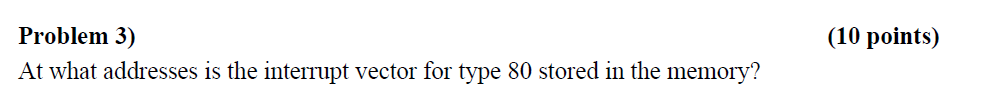 Problem 3) (10 points)
At what addresses is the interrupt vector for type 80 stored in the memory?